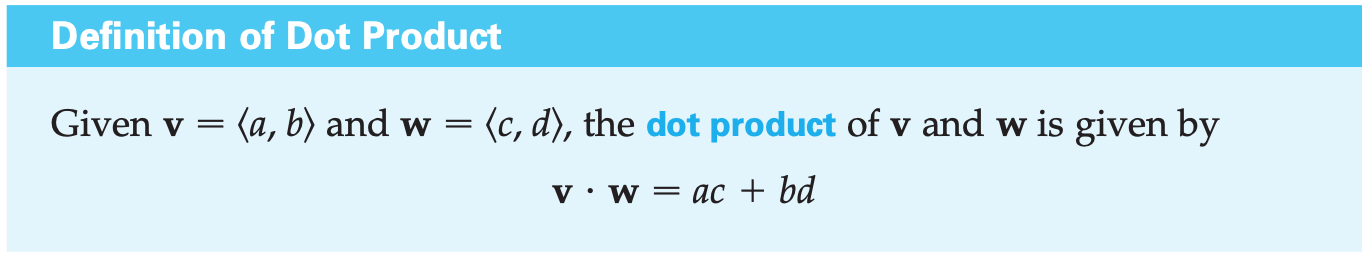 Definition of Dot Product
Given v = ⟨a, b⟩ and w = ⟨c, d⟩, the dot product of v and w is given by
v · w = ac + bd